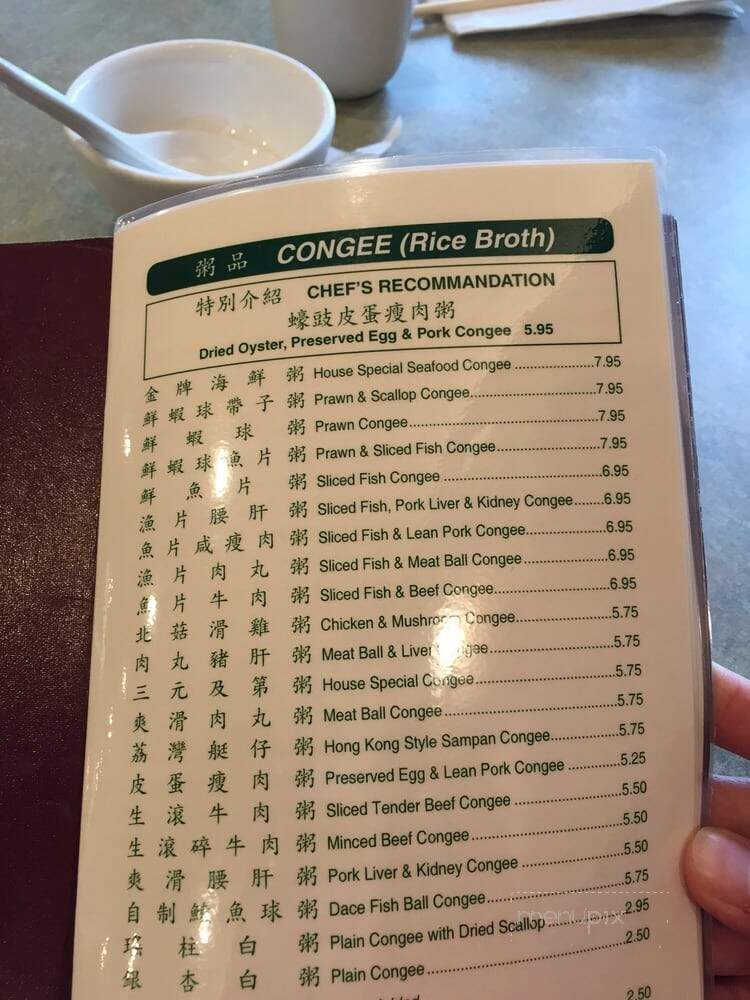 粥品 CONGEE (Rice Broth)
特別介紹 CHEF'S RECOMMANDATION
蠔豉皮蛋瘦肉粥
Dried Oyster, Preserved Egg & Pork Congee 5.95
金牌海鮮粥 House Special Seafood Congee ......................7.95
鮮蝦球帶子粥 Prawn & Scallop Congee...................................7.95
鮮蝦球粥 Prawn Congee.....................................................7.95
鮮蝦球魚片粥 Prawn & Sliced Fish Congee.............................7.95
鮮魚片粥 Sliced Fish Congee .............................................6.95
漁片腰肝粥 Sliced Fish, Pork Liver & Kidney Congee........6.95
魚片咸瘦肉粥 Sliced Fish & Lean Pork Congee......................6.95
漁片肉丸粥 Sliced Fish & Meat Ball Congee.......................6.95
魚片牛肉粥 Sliced Fish & Beef Congee................................6.95
北菇滑雞粥 Chicken & Mushroom Congee...........................5.75
肉丸豬肝粥 Meat Ball & Liver Congee..................................5.75
三元及第粥 House Special Congee.......................................5.75
爽滑肉丸粥 Meat Ball Congee................................................5.75
荔灣艇仔粥 Hong Kong Style Sampan Congee...................5.75
皮蛋瘦肉粥 Preserved Egg & Lean Pork Congee ...............5.25
生滾牛肉粥 Sliced Tender Beef Congee ..............................5.50
生滾碎牛肉粥 Minced Beef Congee..........................................5.50
爽滑腰肝粥 Pork Liver & Kidney Congee .............................5.50
自制鯪魚球粥 Dace Fish Ball Congee......................................5.75
瑤柱白粥 Plain Congee with Dried Scallop.....................2.95
銀杏白粥 Plain Congee......................................................2.50
2.50
menupix